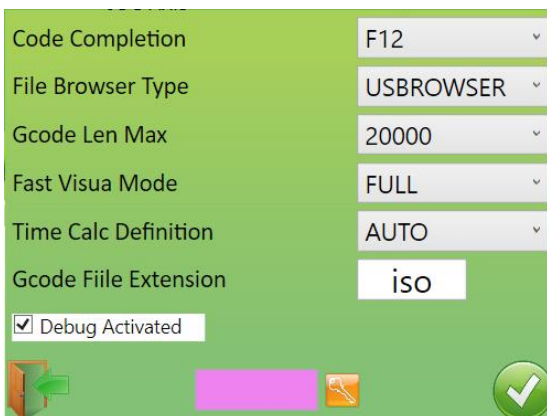 Code Completion F12
File Browser Type USBROWSER
Gcode Len Max 20000
Fast Visua Mode FULL
Time Calc Definition AUTO
Gcode Fiile Extension iso
Debug Activated